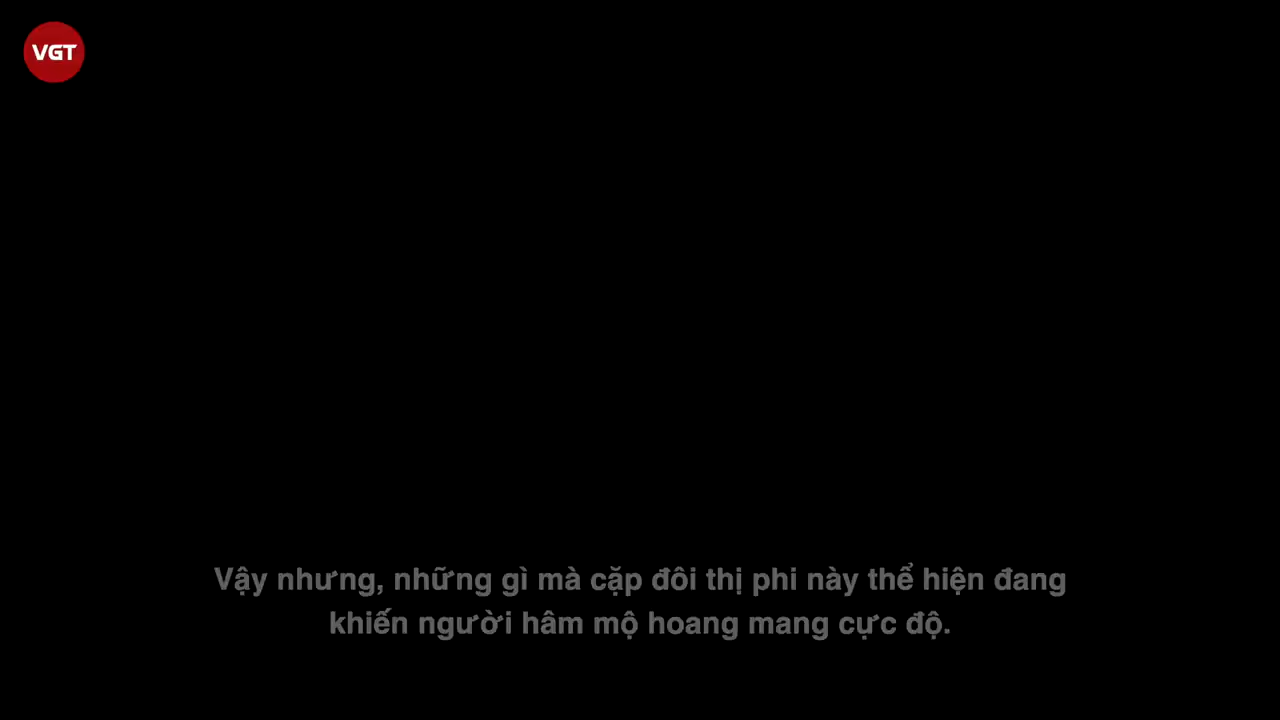 VGT
Vậy nhưng, những gì mà cặp đôi thị phi này thể hiện đang
khiến người hâm mộ hoang mang cực độ.